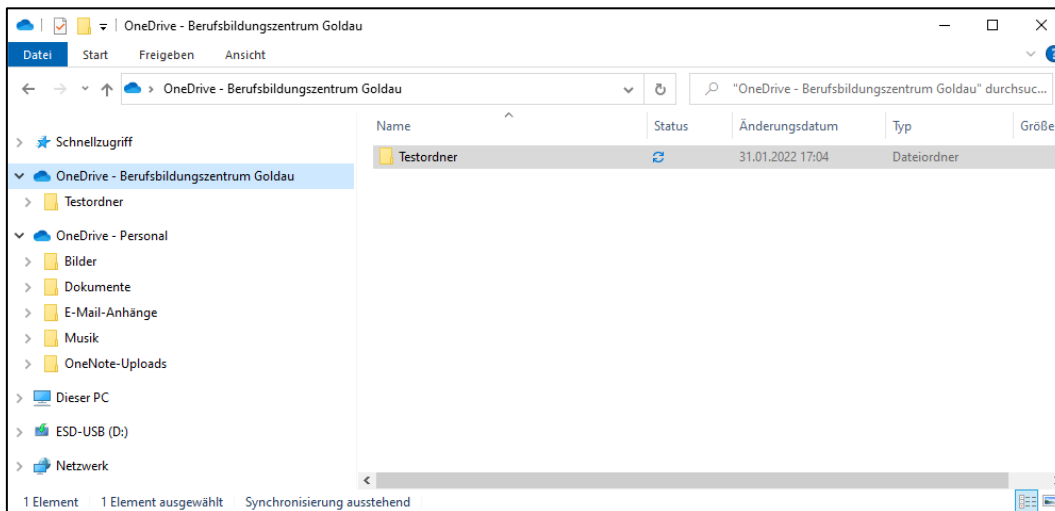 OneDrive - Berufsbildungszentrum Goldau
Datei Start Freigeben Ansicht
OneDrive - Berufsbildungszentrum Goldau "OneDrive - Berufsbildungszentrum Goldau" durchsuc...
Name Status Änderungsdatum Typ Größe
Schnellzugriff
Testordner 31.01.2022 17:04 Dateiordner
OneDrive - Berufsbildungszentrum Goldau
Testordner
OneDrive - Personal
Bilder
Dokumente
E-Mail-Anhänge
Musik
OneNote-Uploads
Dieser PC
ESD-USB (D:)
Netzwerk
1 Element 1 Element ausgewählt Synchronisierung ausstehend